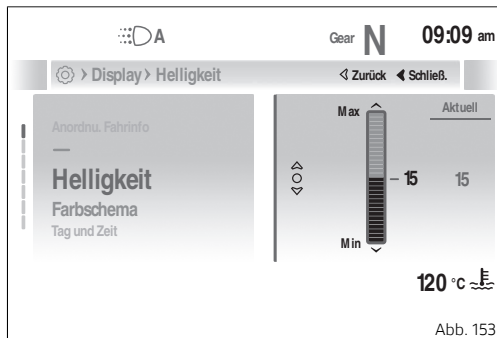 A Gear N 09:09 am
Display Helligkeit Zurück Schließ.
Anordnu. Fahrinfo
Helligkeit
Farbschema
Tag und Zeit
Max
Min
15
Aktuell
15
120 °C
Abb. 153